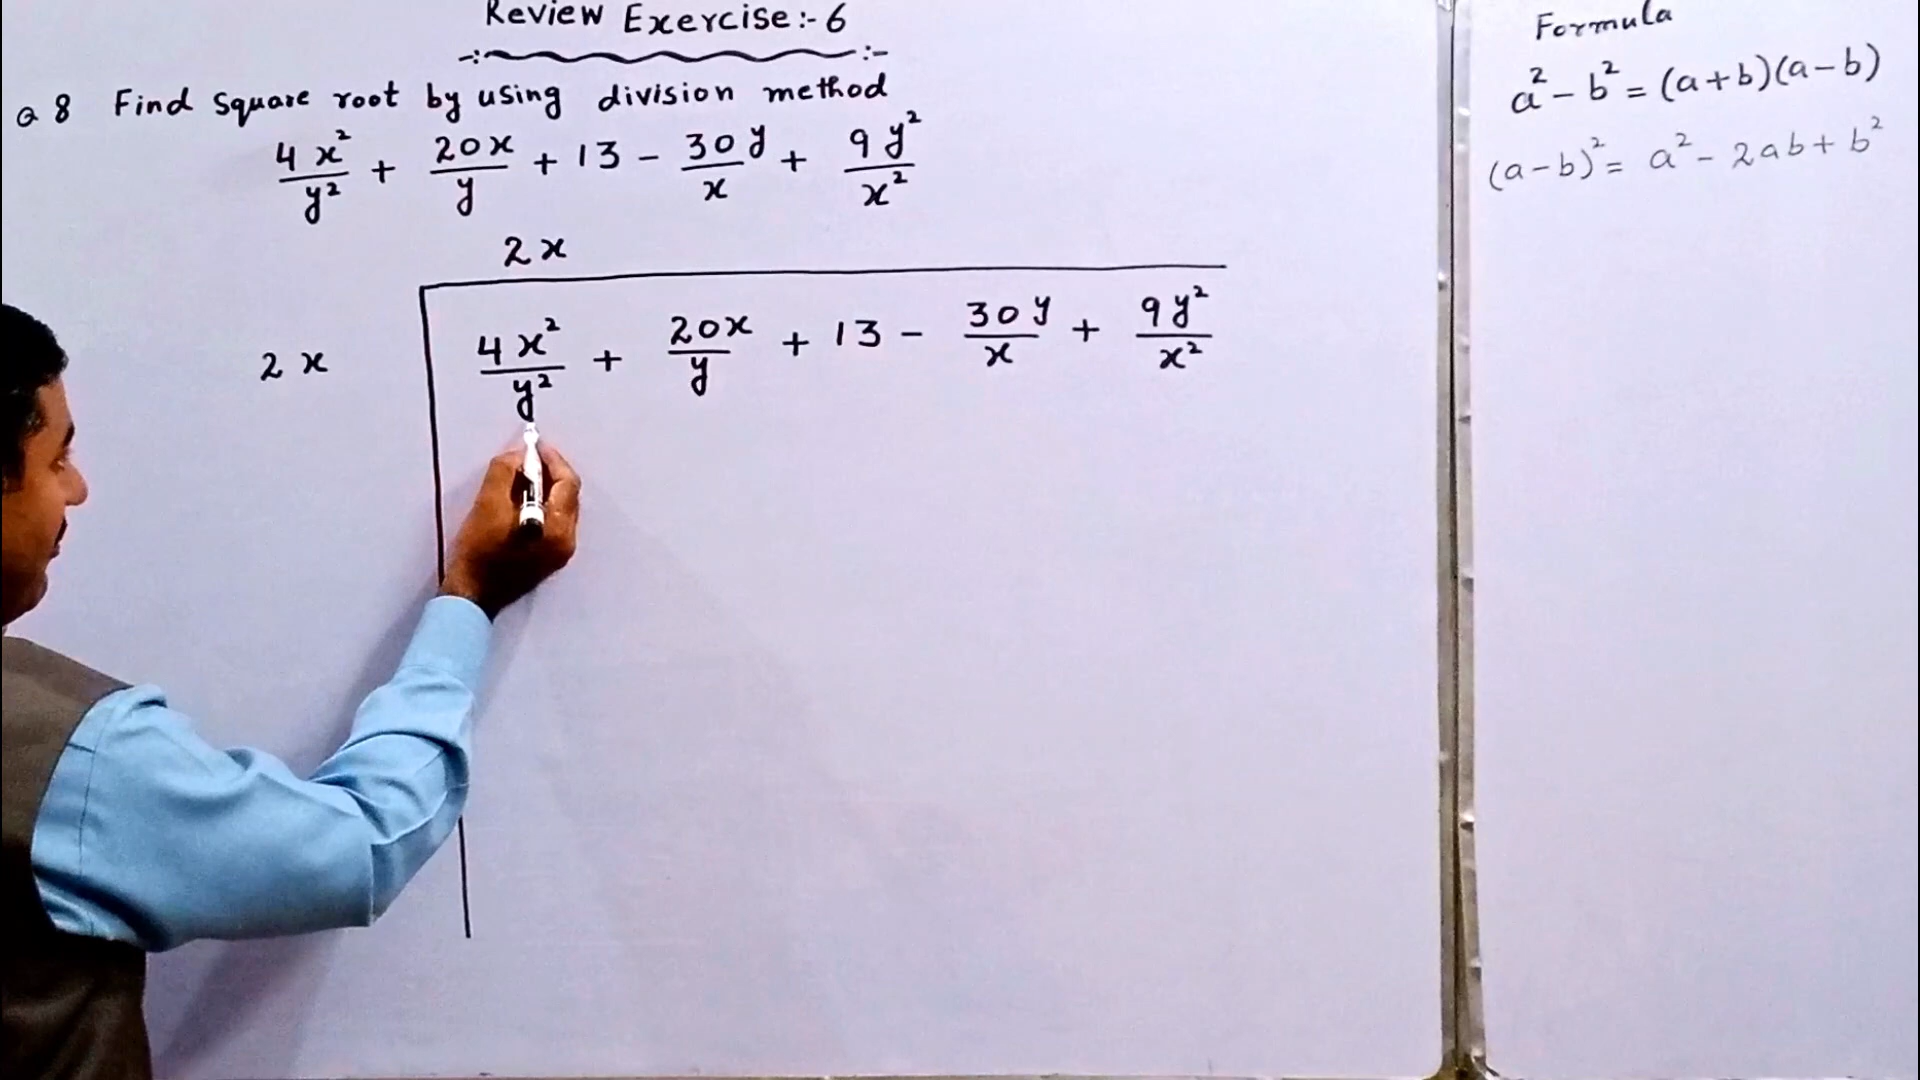 Review Exercise:- 6
Q 8 Find square root by using division method
4x²/y² + 20x/y + 13 - 30y/x + 9y²/x²
2x
2x 4x²/y² + 20x/y + 13 - 30y/x + 9y²/x²
Formula
a² - b² = (a+b)(a-b)
(a-b)² = a² - 2ab + b²